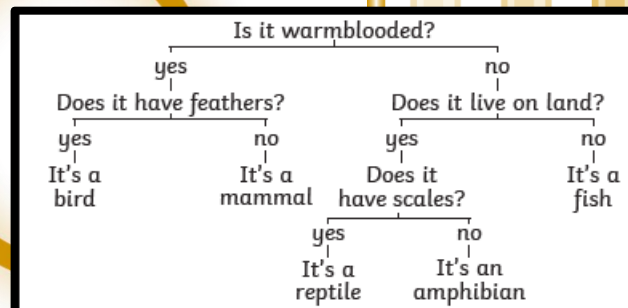 Is it warmblooded?
yes no
Does it have feathers? Does it live on land?
yes no yes no
It's a It's a Does it It's a
bird mammal have scales? fish
yes no
It's a It's an
reptile amphibian